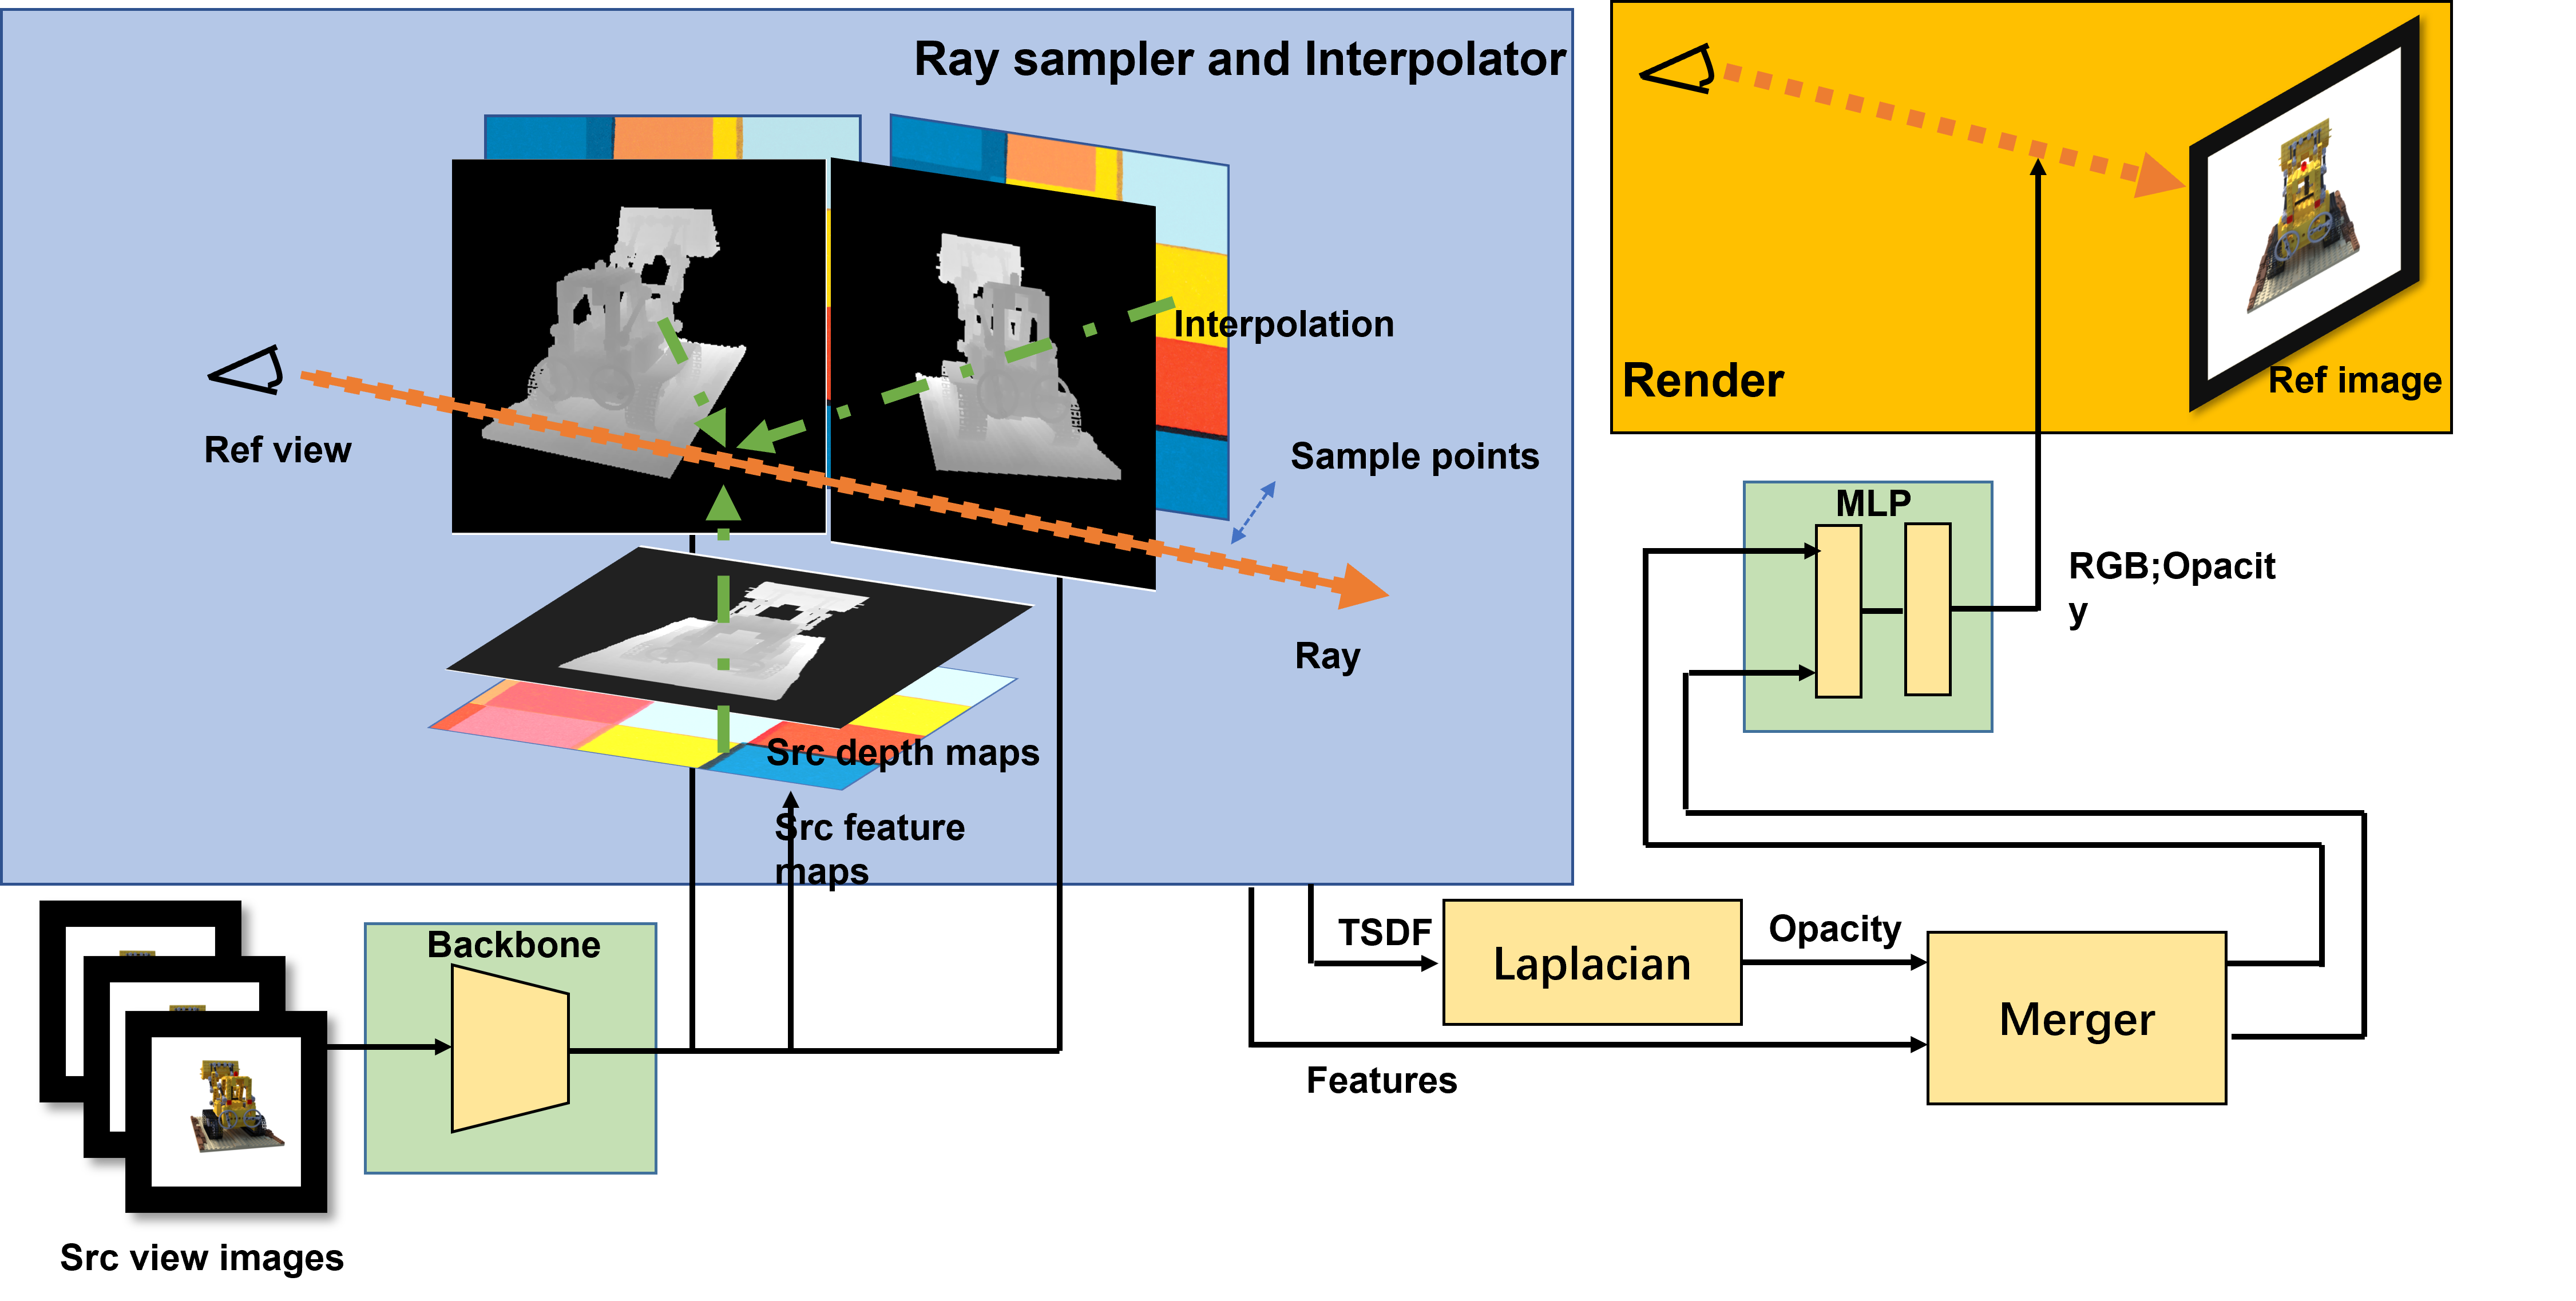 Ray sampler and Interpolator
Interpolation
Ref view
Sample points
Ray
Src depth maps
Src feature
maps
Render
Ref image
MLP
RGB;Opacit
y
Backbone
TSDF
Laplacian
Opacity
Merger
Features
Src view images